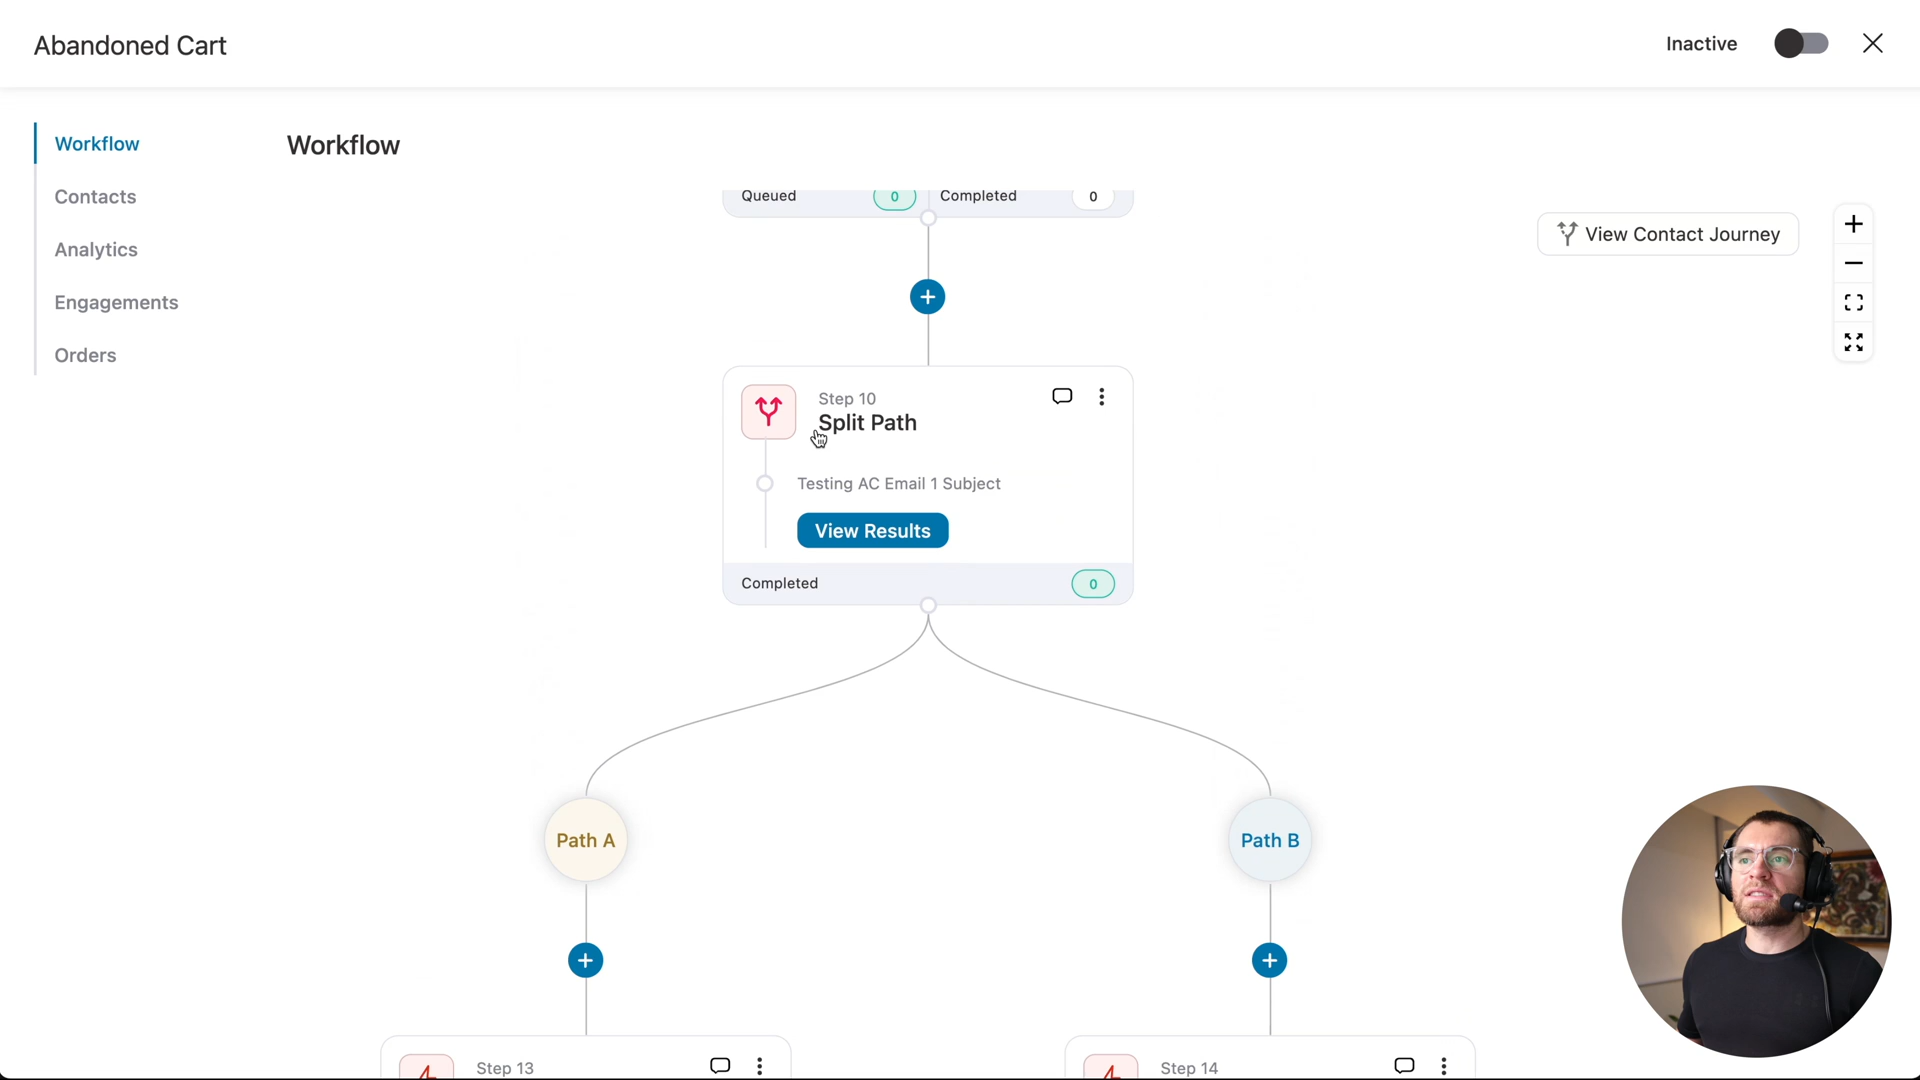 Abandoned Cart
Inactive
Workflow
Contacts
Analytics
Engagements
Orders
Workflow
Queued 0 Completed 0
View Contact Journey
Step 10
Split Path
Testing AC Email 1 Subject
View Results
Completed 0
Path A
Path B
Step 13
Step 14